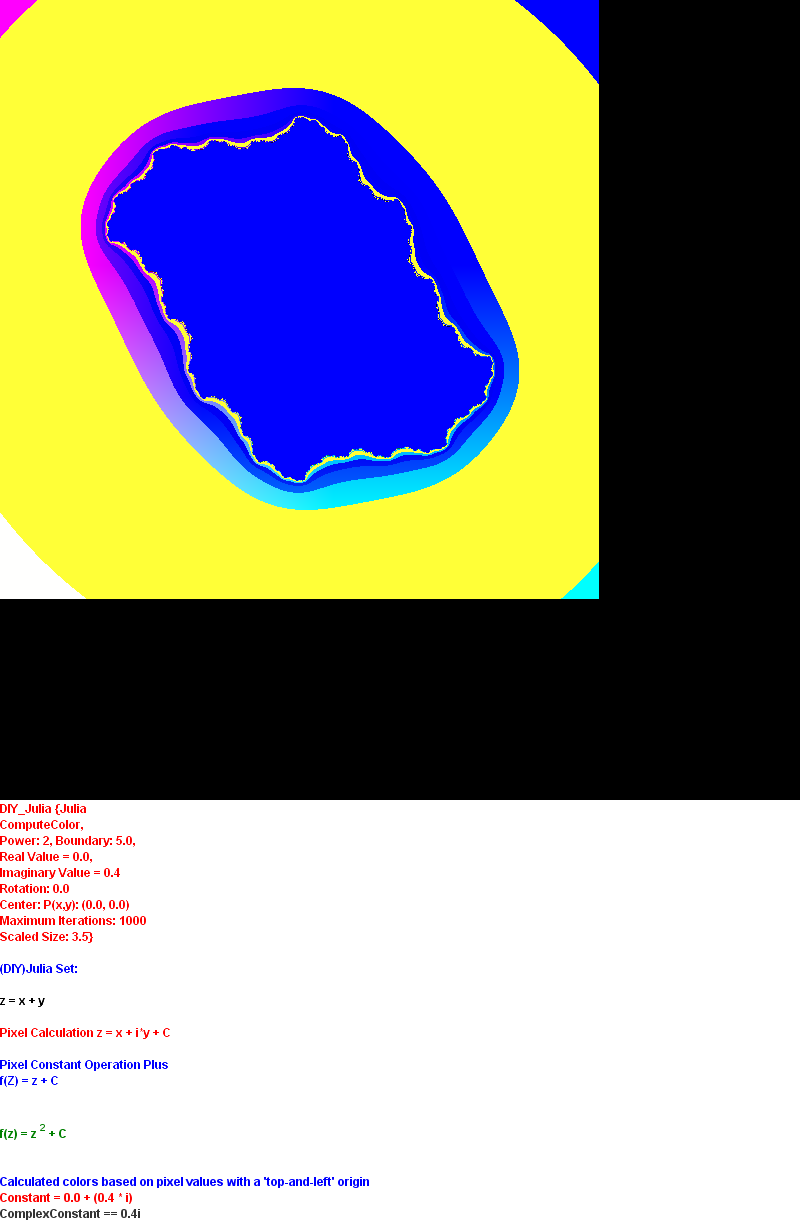 DIY_Julia {Julia
ComputeColor,
Power: 2, Boundary: 5.0,
Real Value = 0.0,
Imaginary Value = 0.4
Rotation: 0.0
Center: P(x,y): (0.0, 0.0)
Maximum Iterations: 1000
Scaled Size: 3.5}
(DIY)Julia Set:
z = x + y
Pixel Calculation z = x + i*y + C
Pixel Constant Operation Plus
f(Z) = z + C
f(z) = z 2 + C
Calculated colors based on pixel values with a 'top-and-left' origin
Constant = 0.0 + (0.4 * i)
ComplexConstant == 0.4i